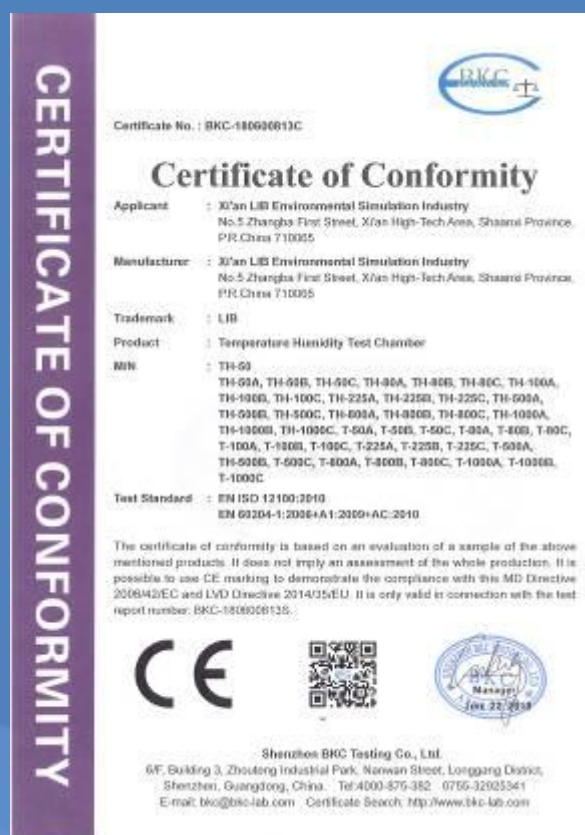 CERTIFICATE OF CONFORMITY
BKC
Certificate No. : BKC-180600813C
Certificate of Conformity
Applicant : Xi'an LIB Environmental Simulation Industry
No.5 Zhangba First Street, Xi'an High-Tech Area, Shaanxi Province,
P.R.China 710065
Manufacturer : Xi'an LIB Environmental Simulation Industry
No.5 Zhangba First Street, Xi'an High-Tech Area, Shaanxi Province,
P.R.China 710065
Trademark : LIB
Product : Temperature Humidity Test Chamber
M/N : TH-50
TH-50A, TH-50B, TH-50C, TH-80A, TH-80B, TH-80C, TH-100A,
TH-100B, TH-100C, TH-225A, TH-225B, TH-225C, TH-500A,
TH-500B, TH-500C, TH-800A, TH-800B, TH-800C, TH-1000A,
TH-1000B, TH-1000C, T-50A, T-50B, T-50C, T-80A, T-80B, T-80C,
T-100A, T-100B, T-100C, T-225A, T-225B, T-225C, T-500A,
TH-500B, T-500C, T-800A, T-800B, T-800C, T-1000A, T-1000B,
T-1000C
Test Standard : EN ISO 12100:2010
EN 60204-1:2006+A1:2009+AC:2010
The certificate of conformity is based on an evaluation of a sample of the above
mentioned products. It does not imply an assessment of the whole production. It is
possible to use CE marking to demonstrate the compliance with this MD Directive
2006/42/EC and LVD Directive 2014/35/EU. It is only valid in connection with the test
report number: BKC-180600813S.
CE
Manager
Jun. 22, 2018
Shenzhen BKC Testing Co., Ltd.
6/F, Building 3, Zhouteng Industrial Park, Nanwan Street, Longgang District,
Shenzhen, Guangdong, China. Tel:4000-875-382 0755-32925341
E-mail: bkc@bkc-lab.com Certificate Search: http://www.bkc-lab.com